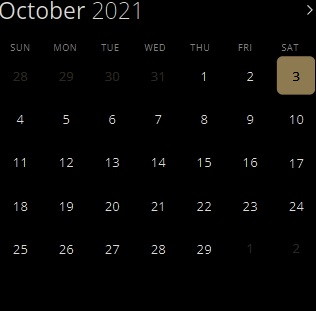 October 2021
SUN MON TUE WED THU FRI SAT
28 29 30 31 1 2 3
4 5 6 7 8 9 10
11 12 13 14 15 16 17
18 19 20 21 22 23 24
25 26 27 28 29 1 2